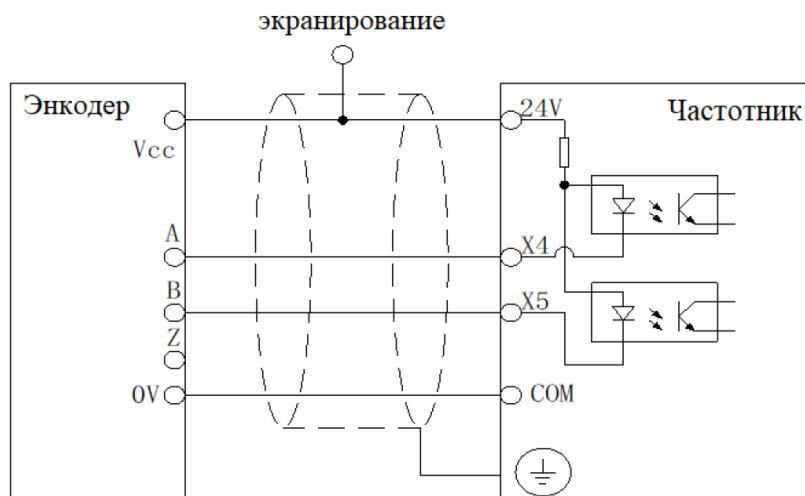 экранирование
Энкодер
Частотник
Vcc
24V
A
X4
B
X5
Z
0V
COM